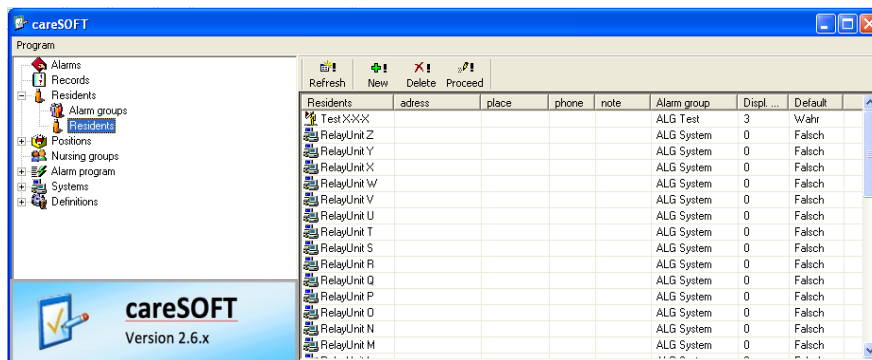 careSOFT
Program
Alarms
Records
Residents
Alarm groups
Residents
Positions
Nursing groups
Alarm program
Systems
Definitions
careSOFT
Version 2.6.x
Refresh New Delete Proceed
Residents adress place phone note Alarm group Displ. ... Default
Test X-X-X ALG Test 3 Wahr
RelayUnit Z ALG System 0 Falsch
RelayUnit Y ALG System 0 Falsch
RelayUnit X ALG System 0 Falsch
RelayUnit W ALG System 0 Falsch
RelayUnit V ALG System 0 Falsch
RelayUnit U ALG System 0 Falsch
RelayUnit T ALG System 0 Falsch
RelayUnit S ALG System 0 Falsch
RelayUnit R ALG System 0 Falsch
RelayUnit Q ALG System 0 Falsch
RelayUnit P ALG System 0 Falsch
RelayUnit O ALG System 0 Falsch
RelayUnit N ALG System 0 Falsch
RelayUnit M ALG System 0 Falsch